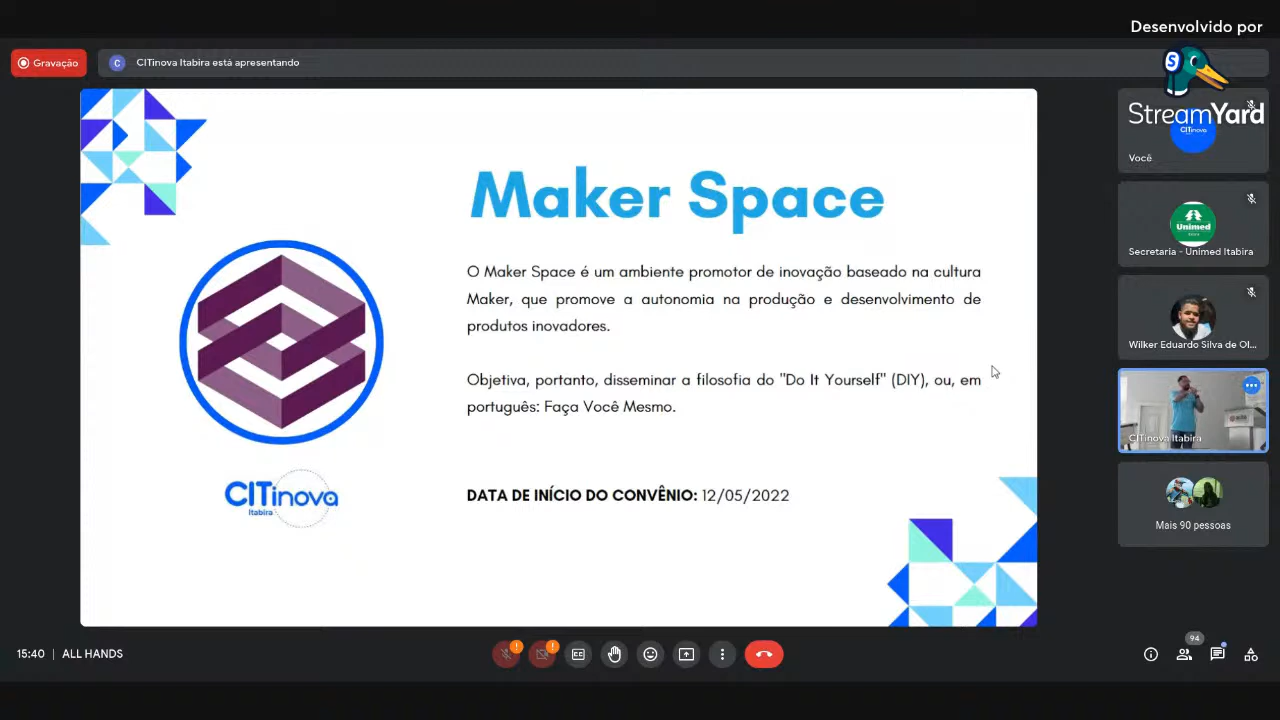 Desenvolvido por
StreamYard
Gravação
C
CITinova Itabira está apresentando
Maker Space
O Maker Space é um ambiente promotor de inovação baseado na cultura
Maker, que promove a autonomia na produção e desenvolvimento de
produtos inovadores.
Objetiva, portanto, disseminar a filosofia do "Do It Yourself" (DIY), ou, em
português: Faça Você Mesmo.
DATA DE INÍCIO DO CONVÊNIO: 12/05/2022
CITinova
Itabira
S
CITinova
Você
Unimed
Secretaria - Unimed Itabira
Wilker Eduardo Silva de Ol...
CITinova Itabira
Mais 90 pessoas
15:40 | ALL HANDS
CC
94